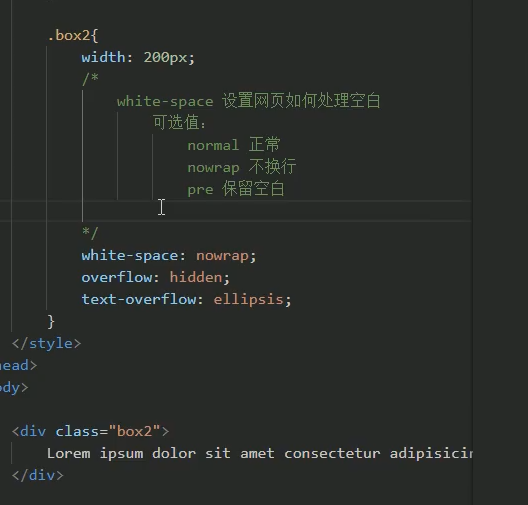 .box2{
width: 200px;
/*
white-space 设置网页如何处理空白
可选值:
normal 正常
nowrap 不换行
pre 保留空白
*/
white-space: nowrap;
overflow: hidden;
text-overflow: ellipsis;
}
</style>
ead>
dy>
<div class="box2">
Lorem ipsum dolor sit amet consectetur adipisicin
</div>